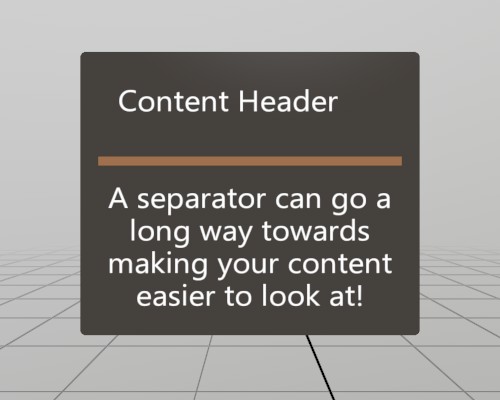 Content Header
A separator can go a
long way towards
making your content
easier to look at!